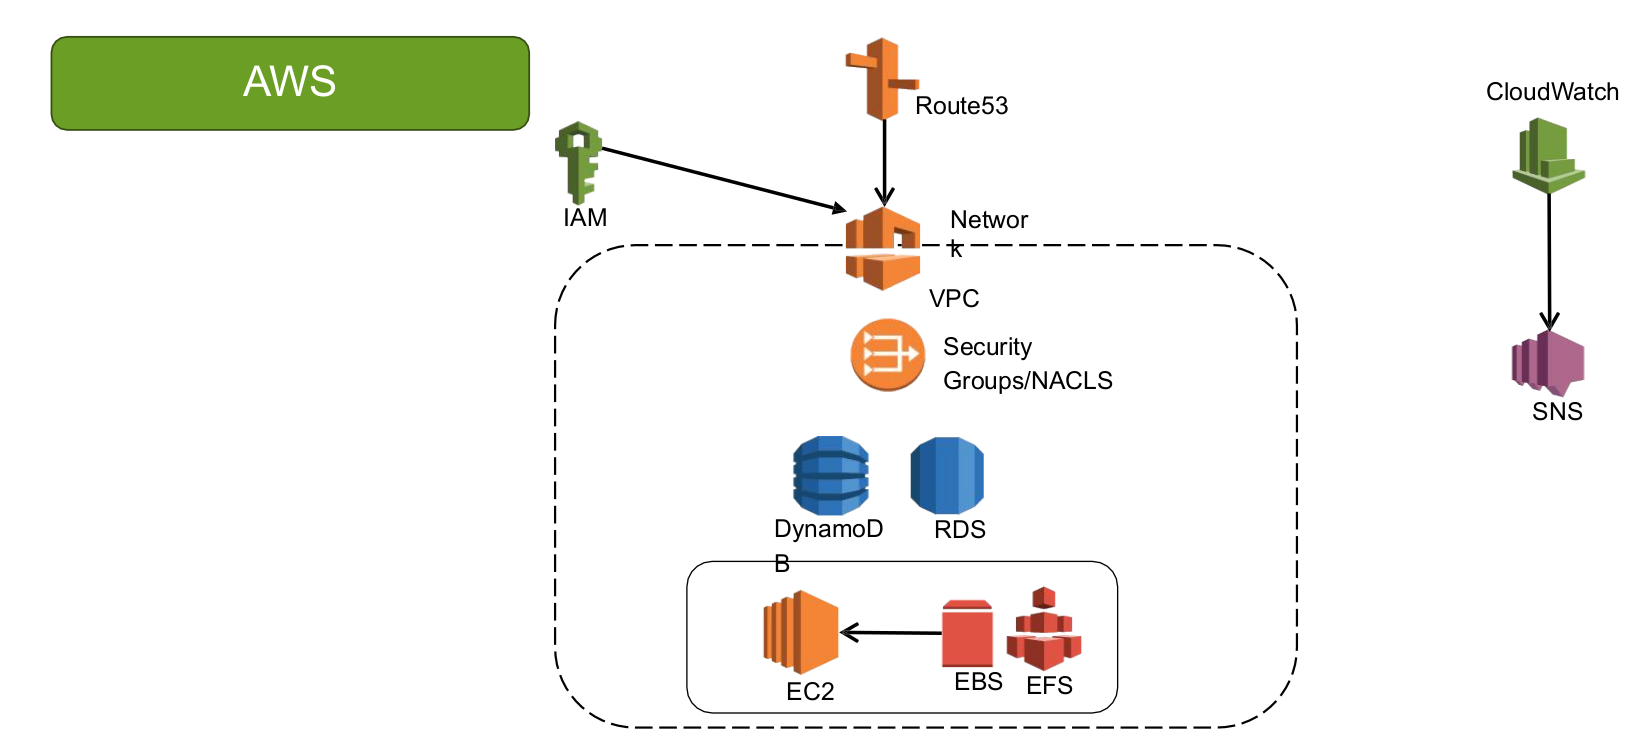 AWS
Route53
CloudWatch
IAM
Networ
k
VPC
Security
Groups/NACLS
SNS
DynamoD
B
RDS
EC2
EBS
EFS